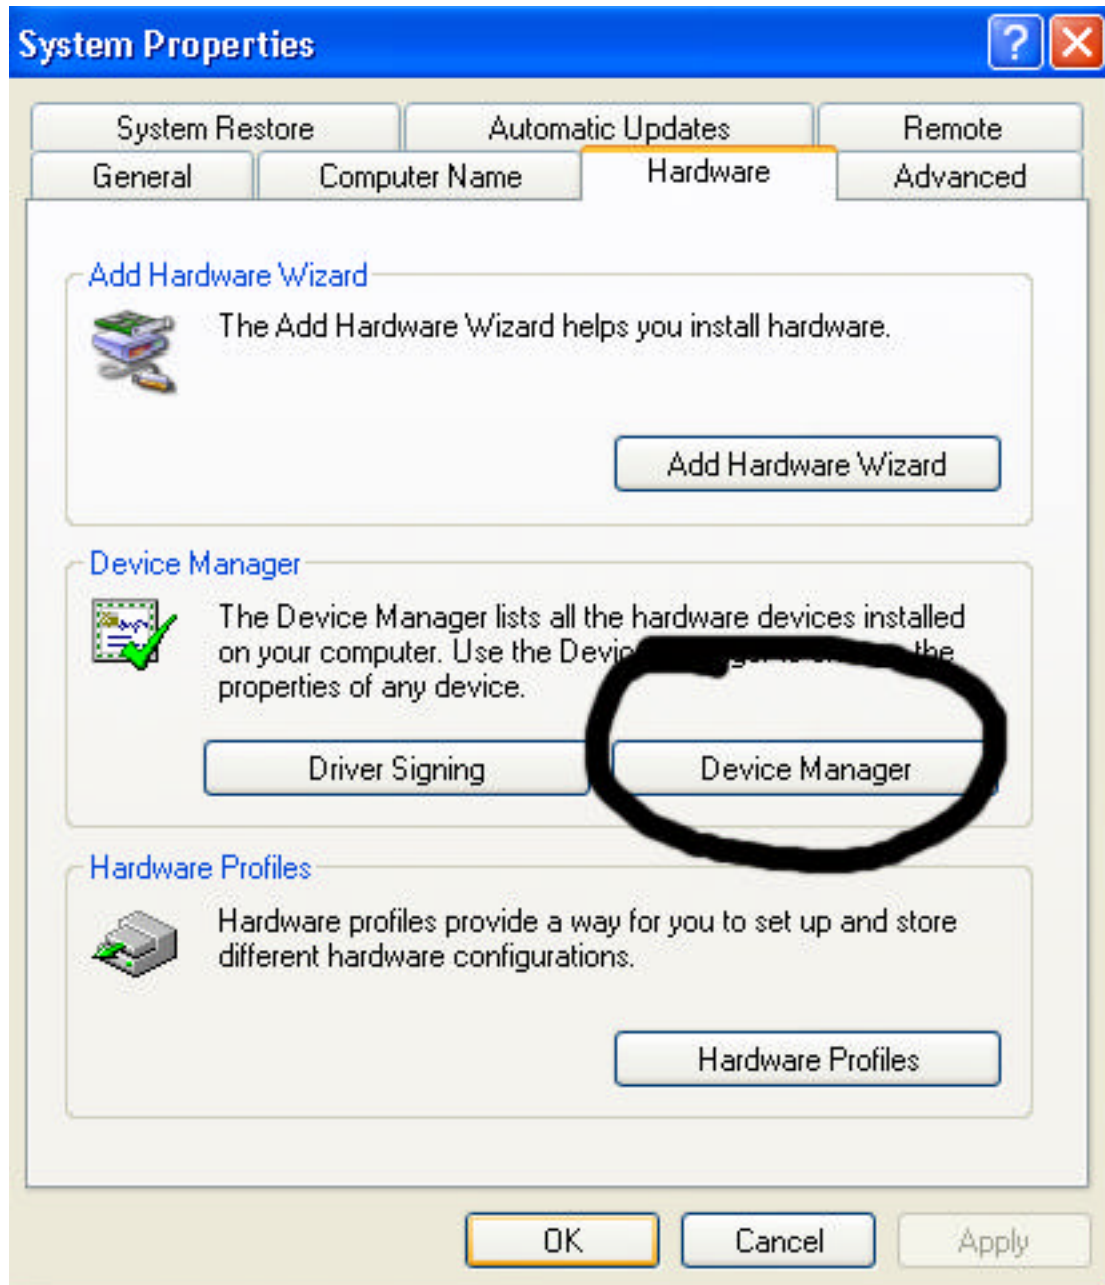 System Properties
System Restore
Automatic Updates
Remote
General
Computer Name
Hardware
Advanced
Add Hardware Wizard
The Add Hardware Wizard helps you install hardware.
Add Hardware Wizard
Device Manager
The Device Manager lists all the hardware devices installed
on your computer. Use the the
properties of any device.
Driver Signing
Device Manager
Hardware Profiles
Hardware profiles provide a way for you to set up and store
different hardware configurations.
Hardware Profiles
OK
Cancel
Apply